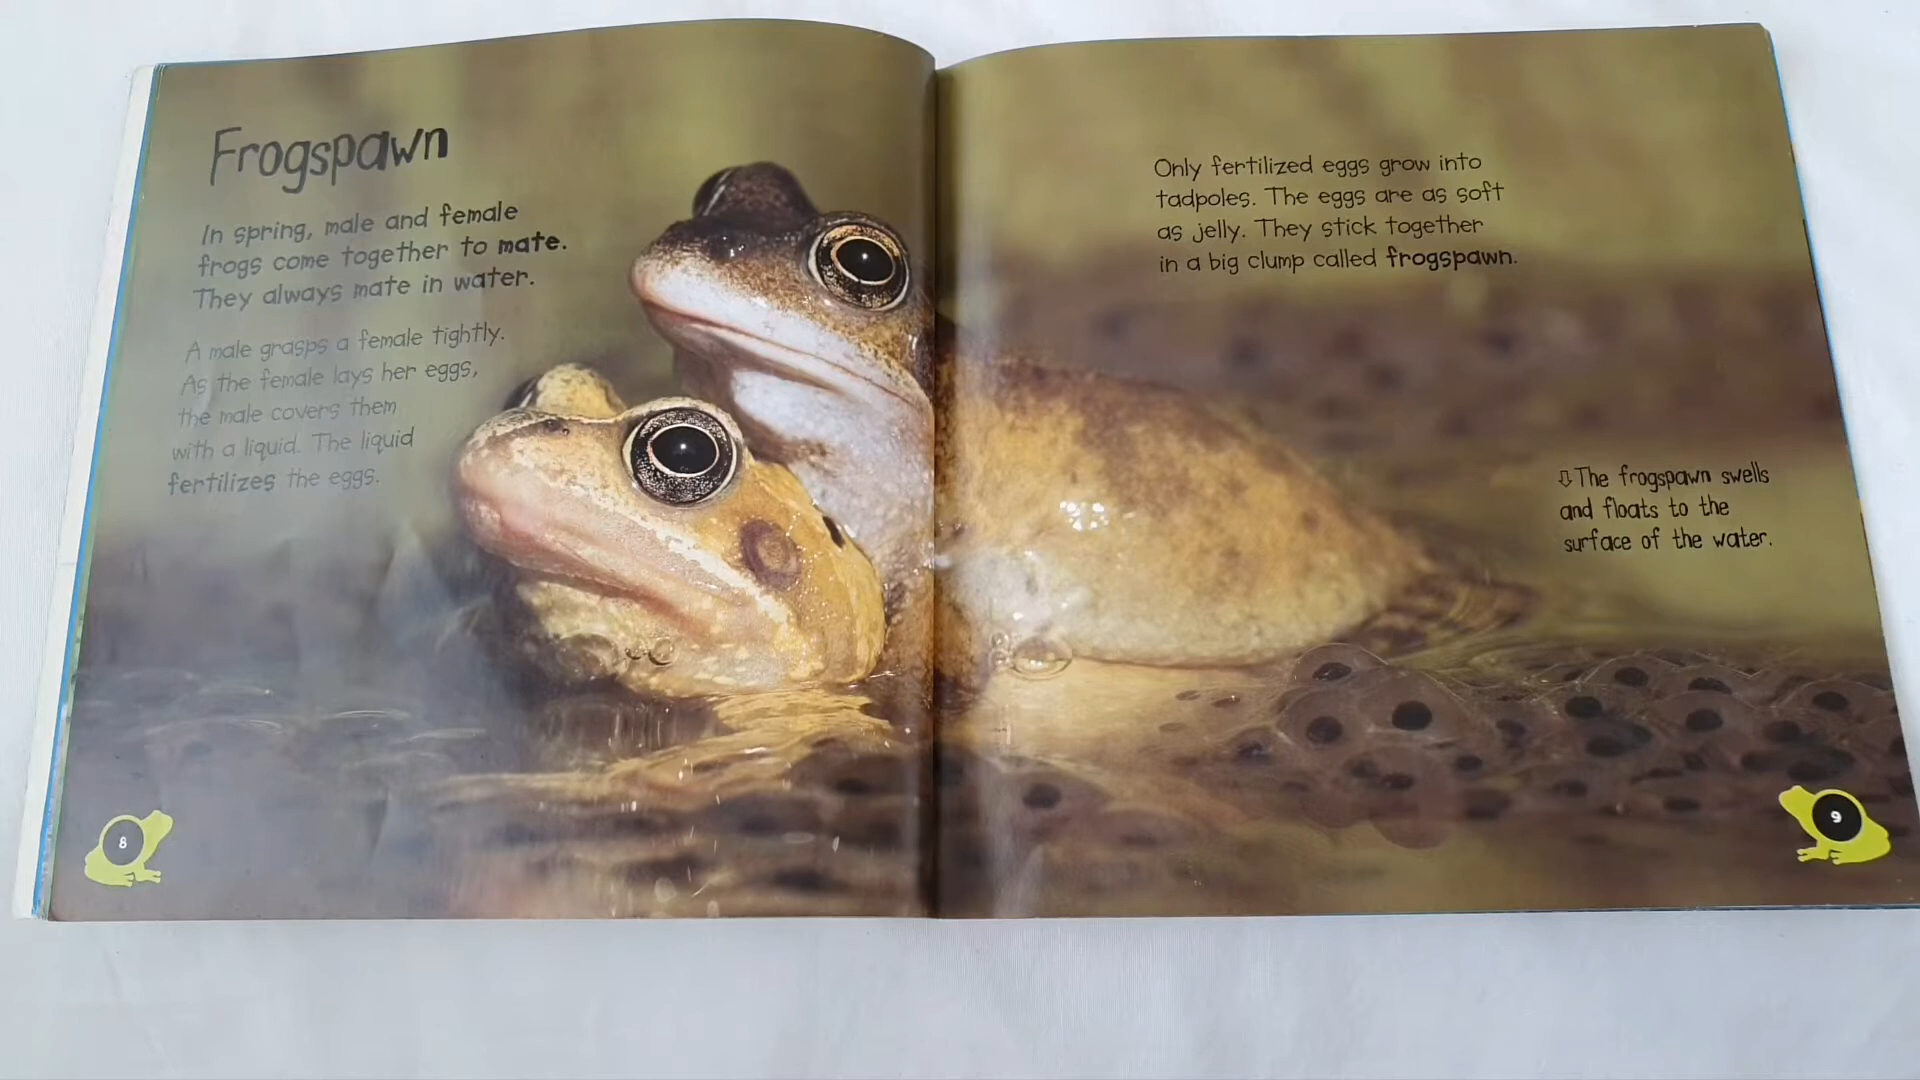 Frogspawn
In spring, male and female
frogs come together to mate.
They always mate in water.
A male grasps a female tightly.
As the female lays her eggs,
the male covers them
with a liquid. The liquid
fertilizes the eggs.
8
Only fertilized eggs grow into
tadpoles. The eggs are as soft
as jelly. They stick together
in a big clump called frogspawn.
⇩The frogspawn swells
and floats to the
surface of the water.
9